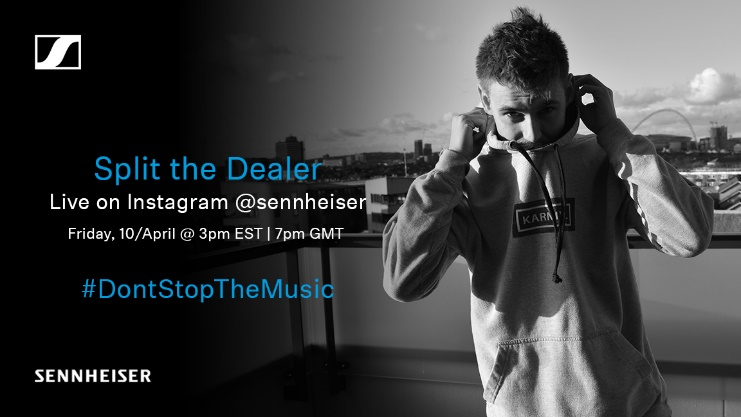 Split the Dealer
Live on Instagram @sennheiser
Friday, 10/April @ 3pm EST | 7pm GMT
#DontStopTheMusic
SENNHEISER